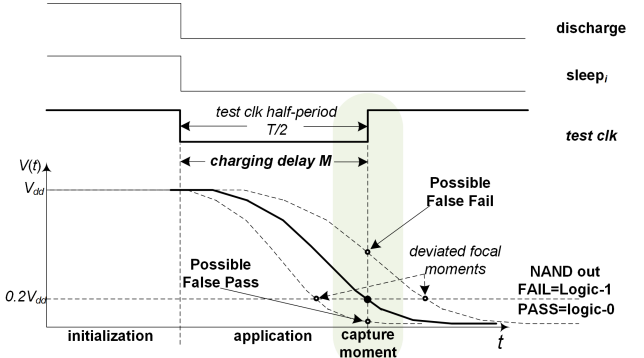 discharge
sleepi
test clk half-period
T/2
test clk
charging delay M
V(t)
Vdd
Possible
False Fail
deviated focal
moments
Possible
False Pass
NAND out
FAIL=Logic-1
PASS=logic-0
0.2Vdd
initialization
application
capture
moment
t